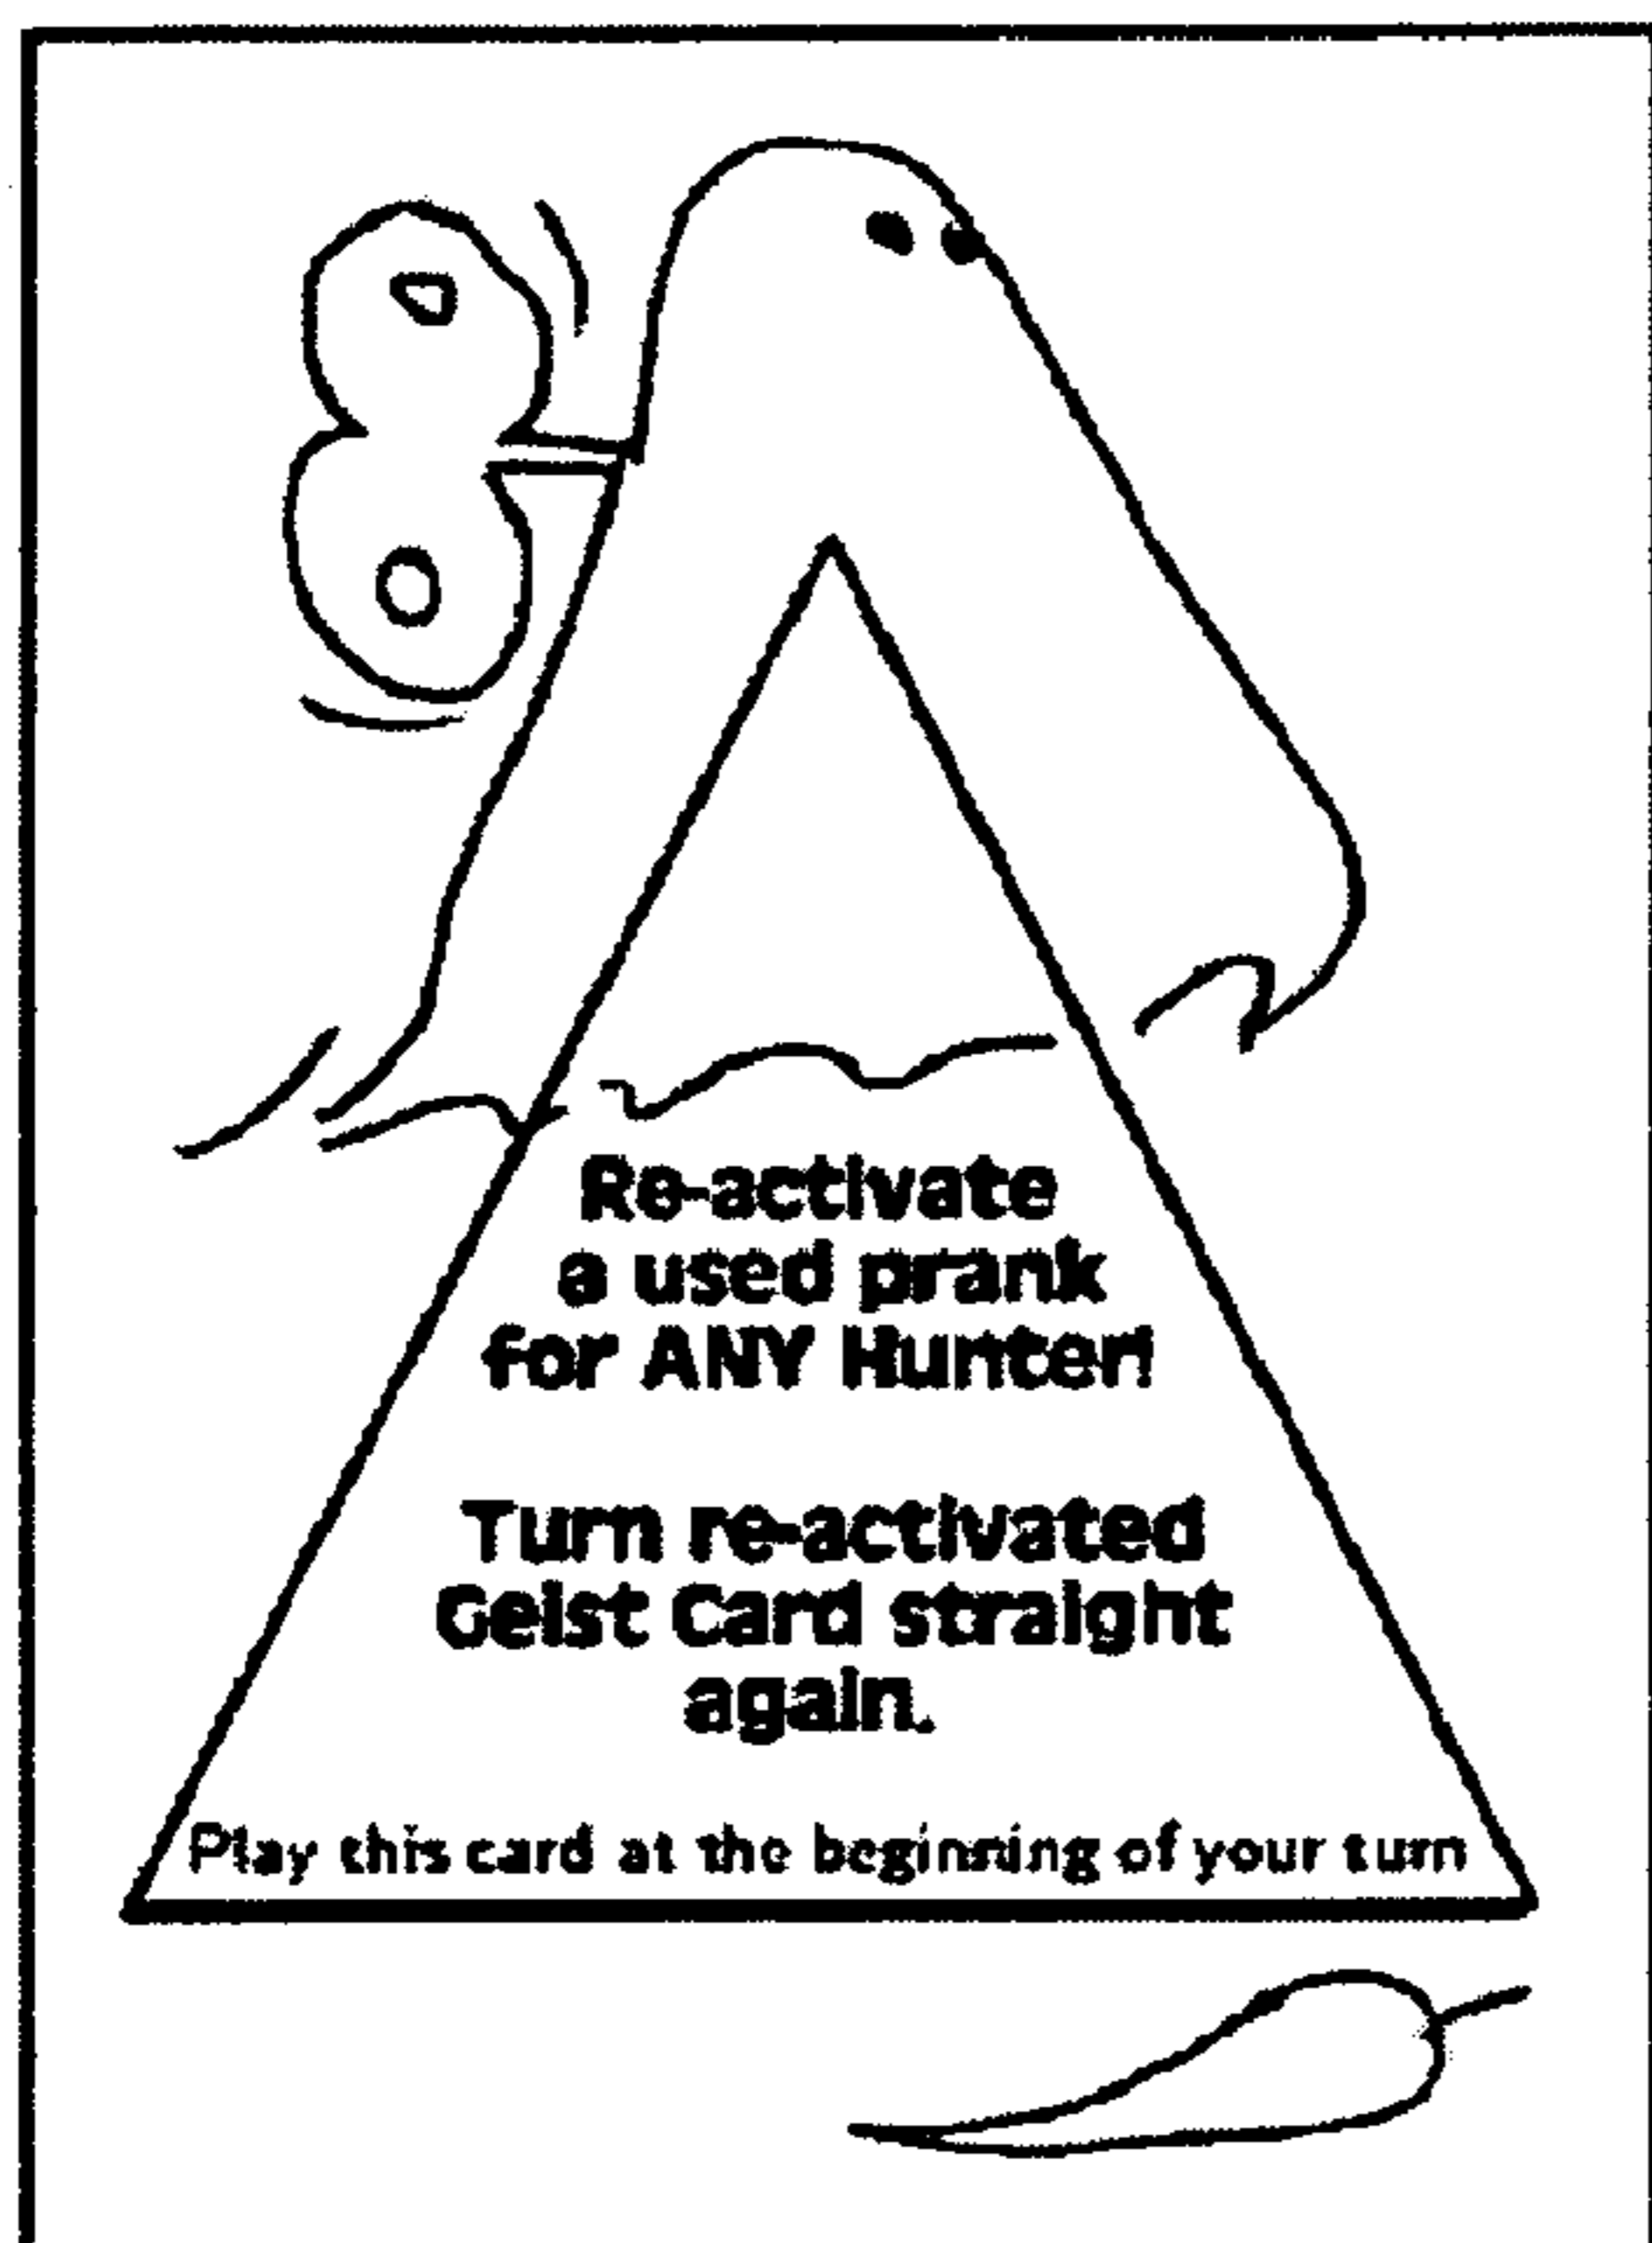 Re-activate
a used prank
for ANY Hunter!
Turn re-activated
Geist Card straight
again.
Play this card at the beginning of your turn